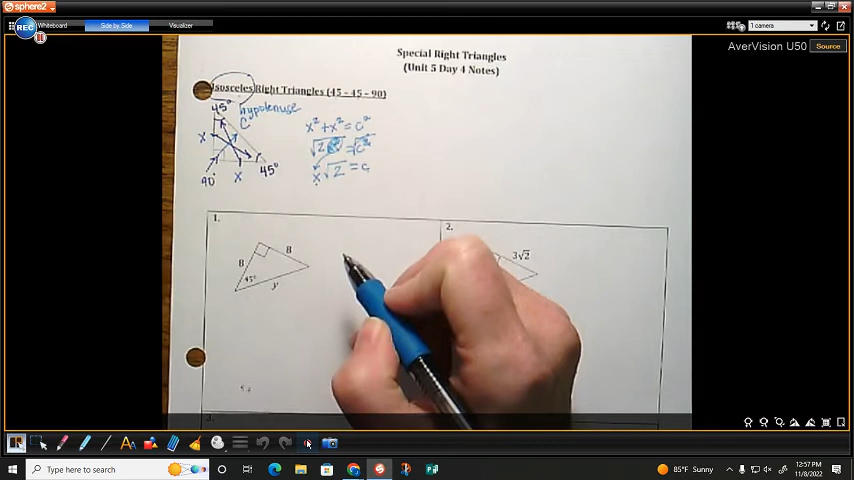 sphere2
Whiteboard
Side by Side
Visualizer
1 camera
REC
AverVision U50
Source
Special Right Triangles
(Unit 5 Day 4 Notes)
Isosceles Right Triangles (45 – 45 – 90)
45° hypotenuse
C
X
90° X 45°
x² + x² = c²
√2x² = √c²
x√2 = c
1.
8 8
45°
y
2.
3√2
Type here to search
85°F Sunny
12:57 PM
11/8/2022